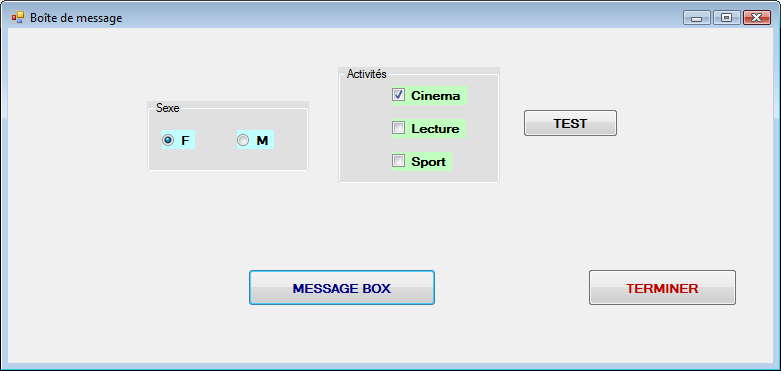 Boîte de message
Sexe
F
M
Activités
Cinema
Lecture
Sport
TEST
MESSAGE BOX
TERMINER